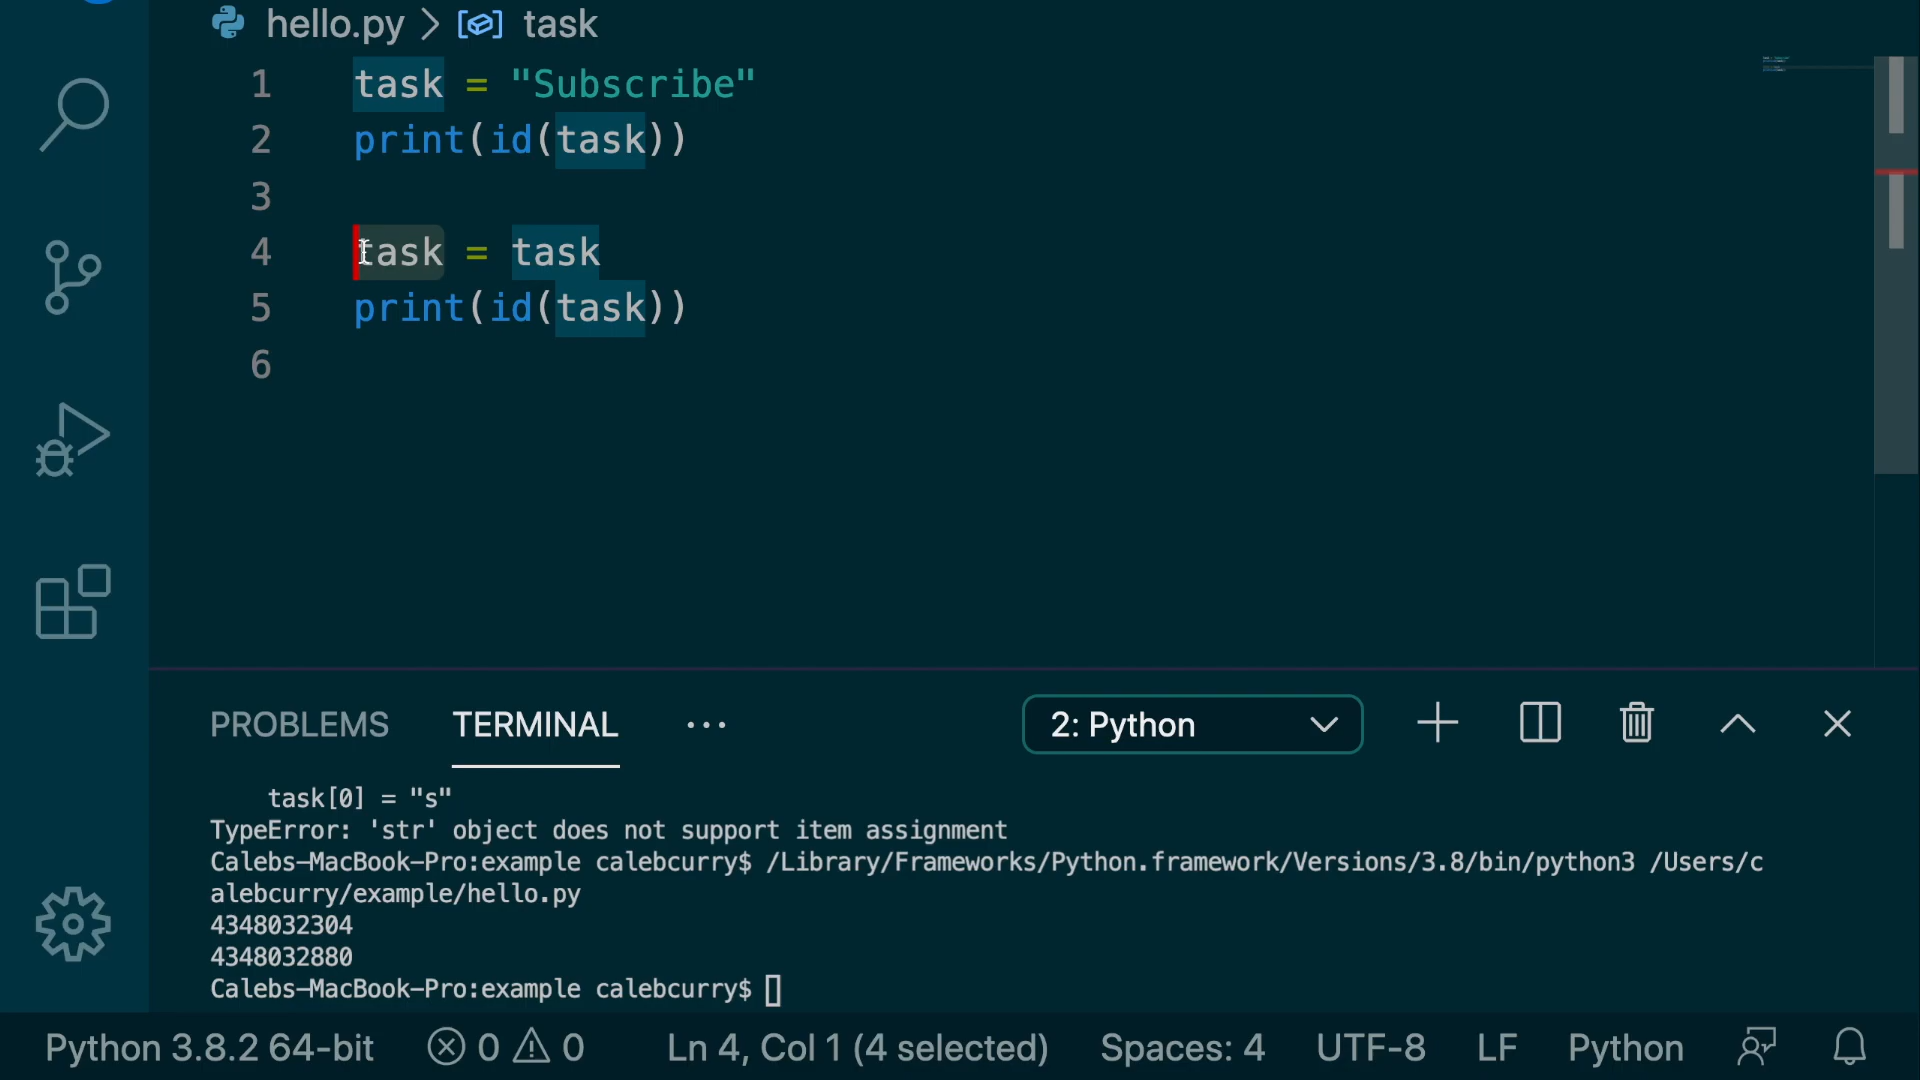 hello.py > task
1 task = "Subscribe"
2 print(id(task))
3
4 task = task
5 print(id(task))
6
PROBLEMS TERMINAL ... 2: Python
task[0] = "s"
TypeError: 'str' object does not support item assignment
Calebs-MacBook-Pro:example calebcurry$ /Library/Frameworks/Python.framework/Versions/3.8/bin/python3 /Users/c
alebcurry/example/hello.py
4348032304
4348032880
Calebs-MacBook-Pro:example calebcurry$
Python 3.8.2 64-bit 0 0 Ln 4, Col 1 (4 selected) Spaces: 4 UTF-8 LF Python